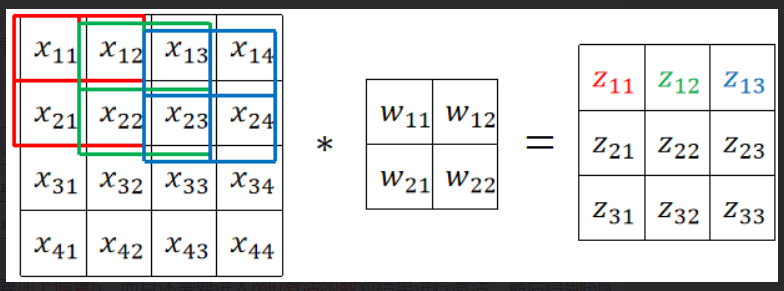 x₁₁ x₁₂ x₁₃ x₁₄
x₂₁ x₂₂ x₂₃ x₂₄
x₃₁ x₃₂ x₃₃ x₃₄
x₄₁ x₄₂ x₄₃ x₄₄
*
w₁₁ w₁₂
w₂₁ w₂₂
=
z₁₁ z₁₂ z₁₃
z₂₁ z₂₂ z₂₃
z₃₁ z₃₂ z₃₃